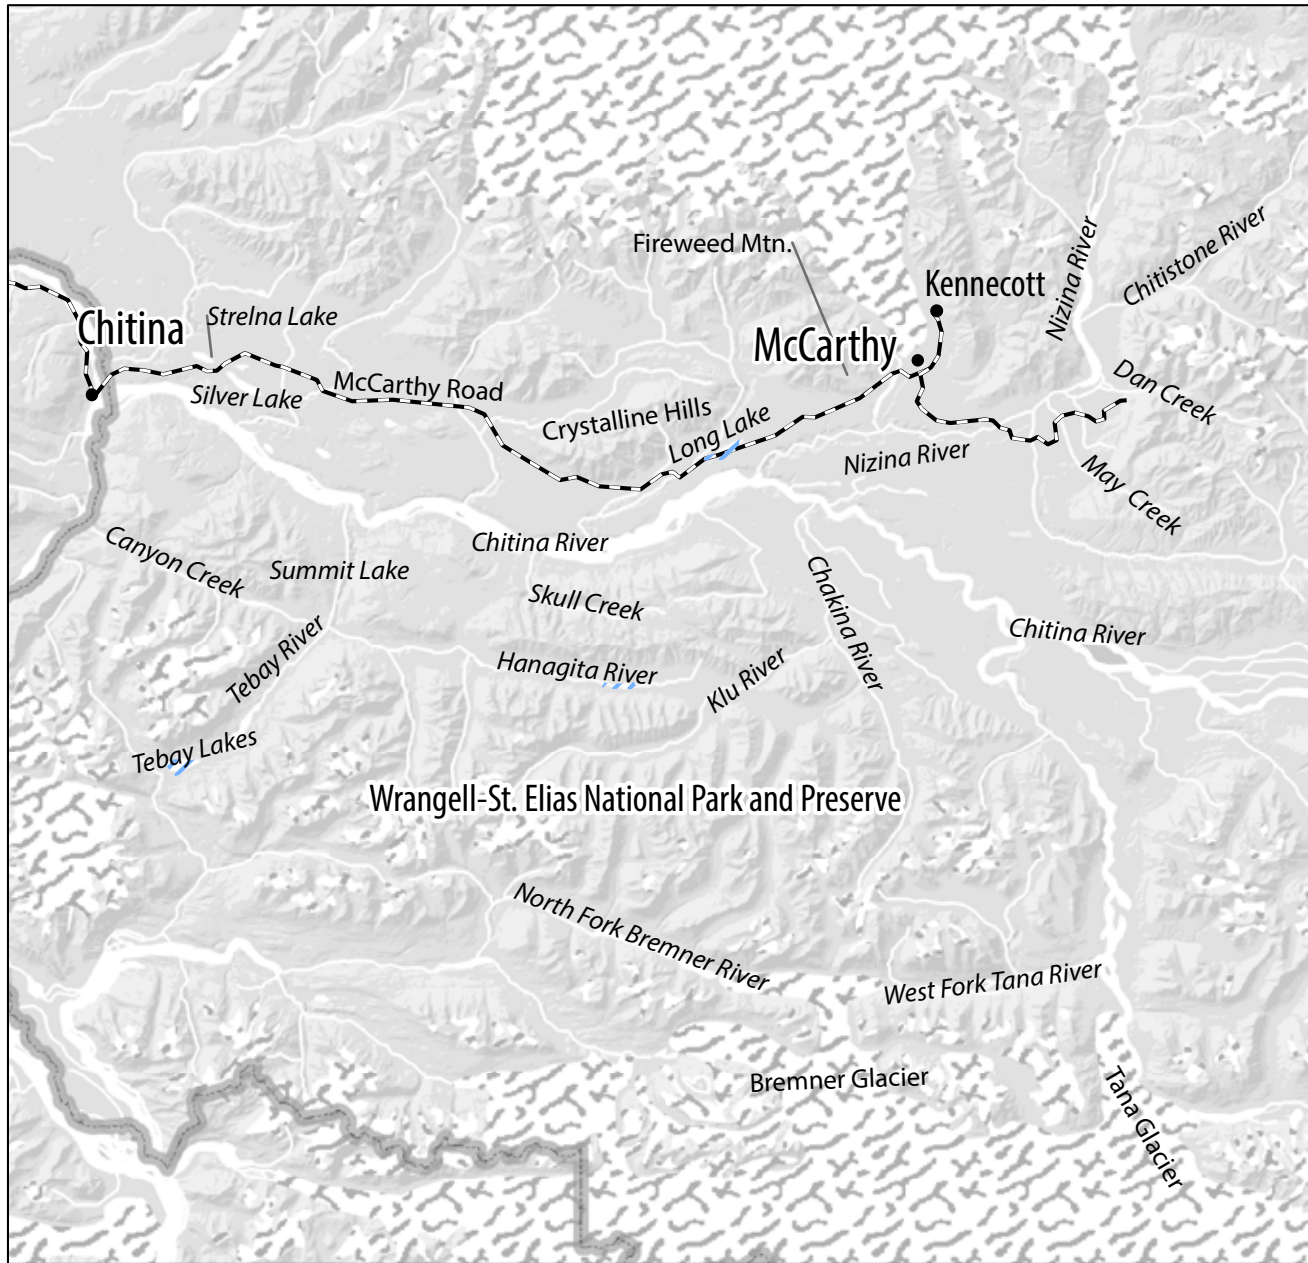 Fireweed Mtn.
Nizina River
Chitistone River
Kennecott
Strelna Lake
Chitina
McCarthy
Dan Creek
Silver Lake
McCarthy Road
Crystalline Hills
Long Lake
Nizina River
May Creek
Chitina River
Canyon Creek
Summit Lake
Skull Creek
Chakina River
Chitina River
Tebay River
Hanagita River
Klu River
Tebay Lakes
Wrangell-St. Elias National Park and Preserve
North Fork Bremner River
West Fork Tana River
Bremner Glacier
Tana Glacier